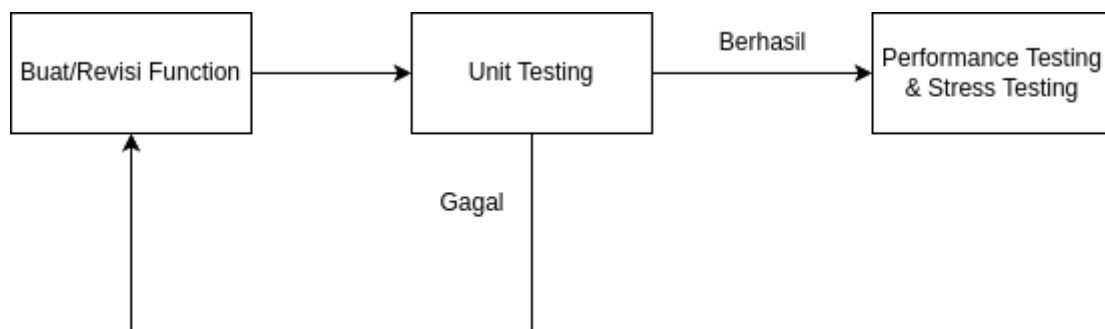 Buat/Revisi Function
Unit Testing
Berhasil
Performance Testing
& Stress Testing
Gagal